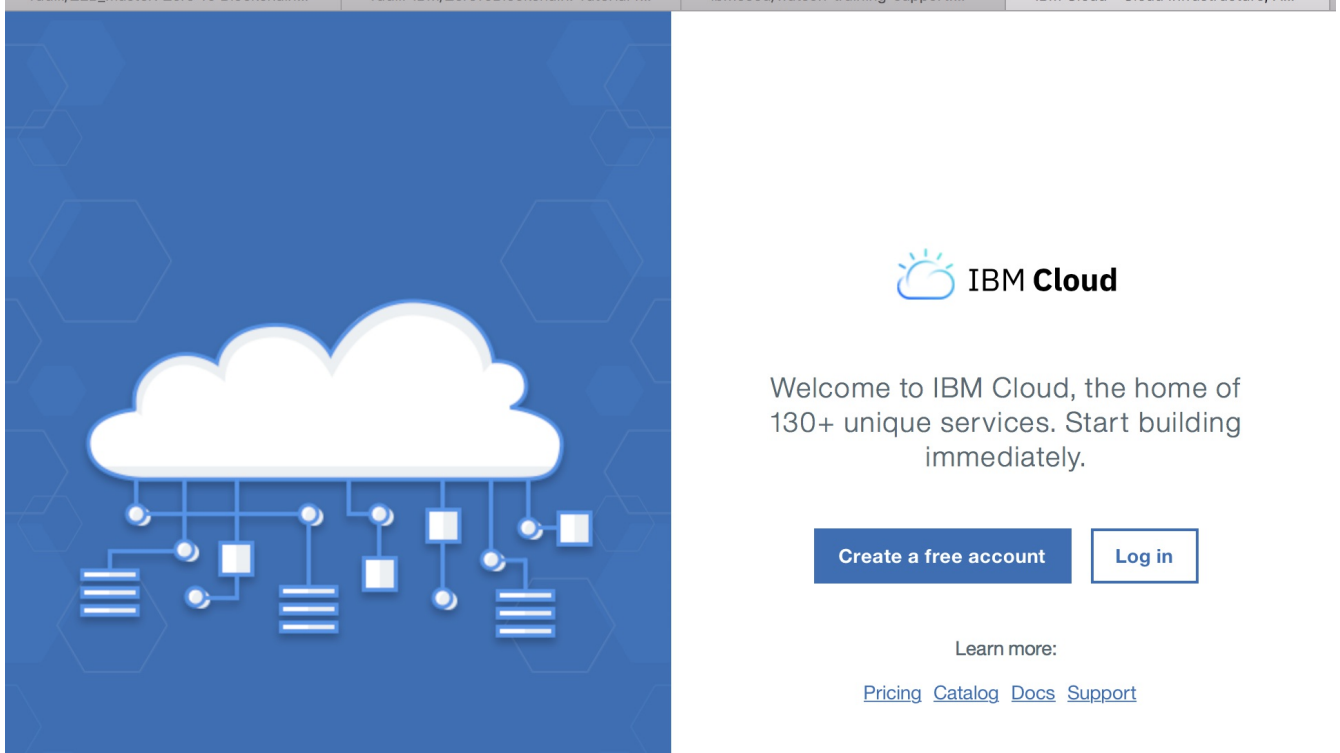 IBM Cloud
Welcome to IBM Cloud, the home of
130+ unique services. Start building
immediately.
Create a free account
Log in
Learn more:
Pricing Catalog Docs Support